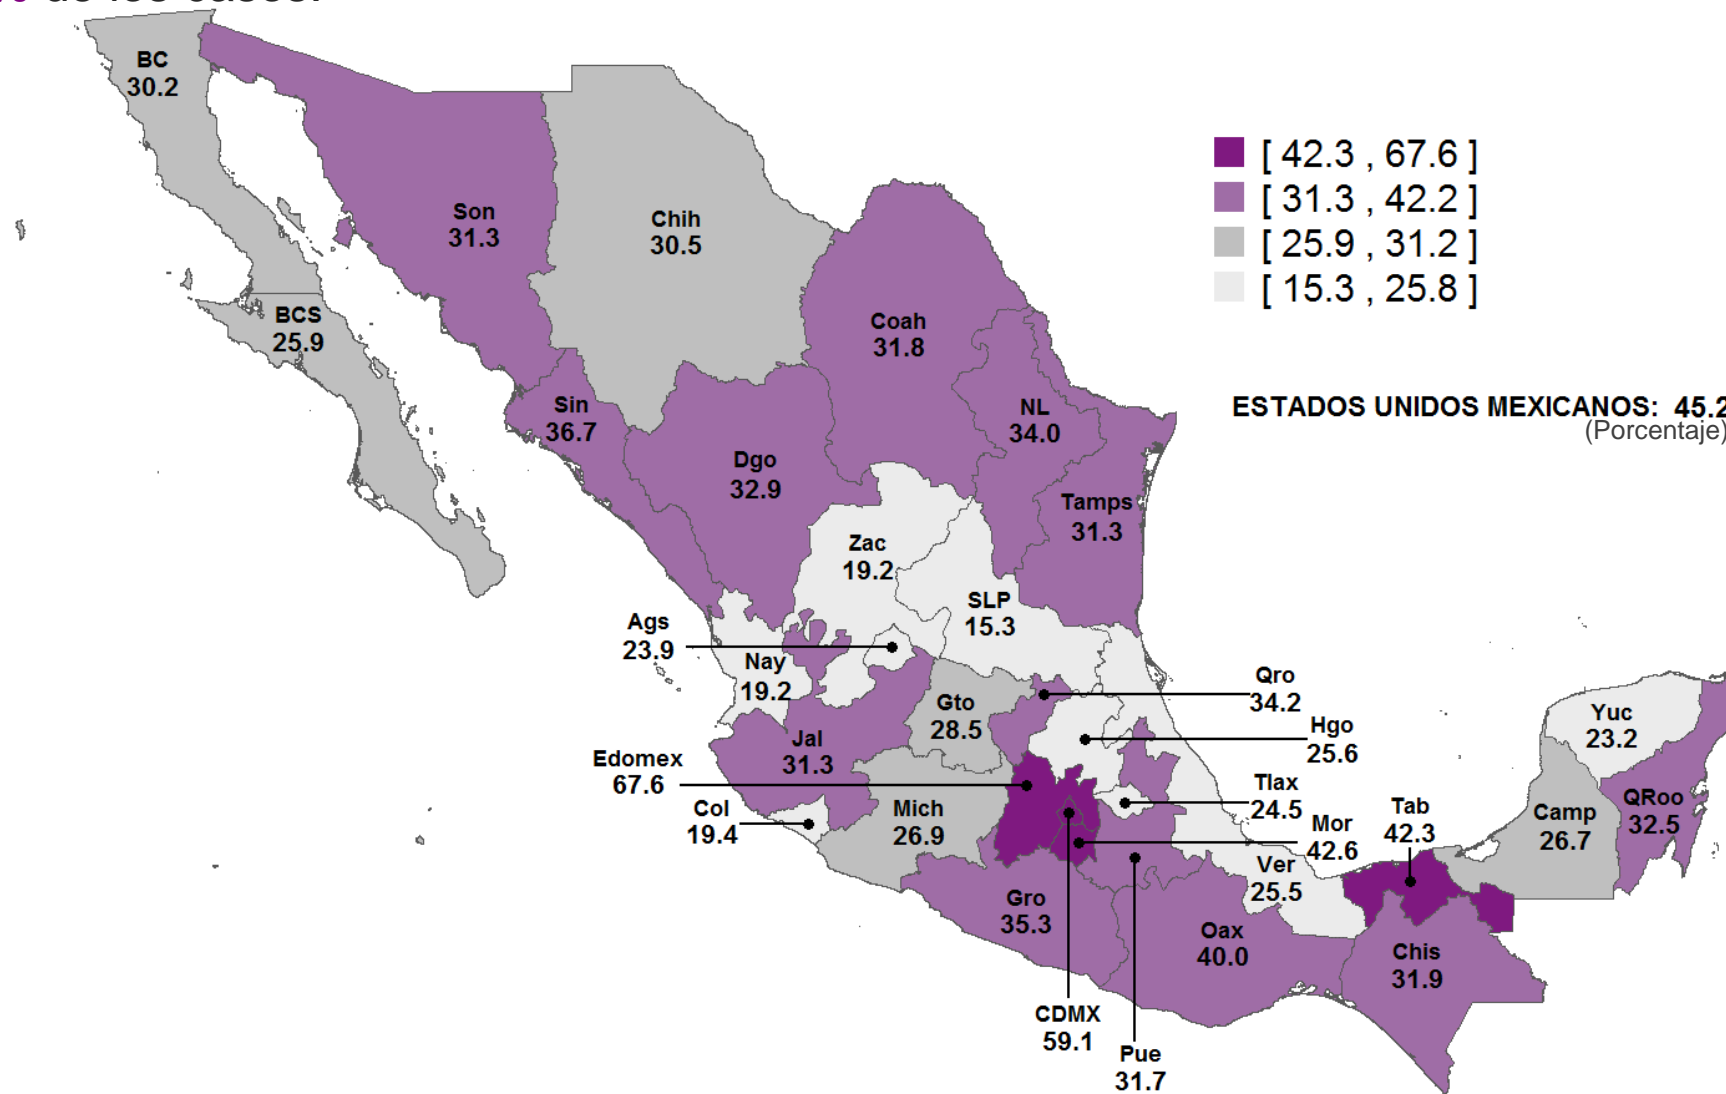 de los casos.
BC
30.2
Son
31.3
Chih
30.5
[ 42.3 , 67.6 ]
[ 31.3 , 42.2 ]
[ 25.9 , 31.2 ]
[ 15.3 , 25.8 ]
BCS
25.9
Coah
31.8
ESTADOS UNIDOS MEXICANOS: 45.2
(Porcentaje)
Sin
36.7
NL
34.0
Dgo
32.9
Tamps
31.3
Zac
19.2
SLP
15.3
Ags
23.9
Nay
19.2
Qro
34.2
Gto
28.5
Hgo
25.6
Yuc
23.2
Jal
31.3
Edomex
67.6
Tlax
24.5
Col
19.4
Mich
26.9
Mor
42.6
Tab
42.3
Camp
26.7
QRoo
32.5
Ver
25.5
Gro
35.3
Oax
40.0
Chis
31.9
CDMX
59.1
Pue
31.7